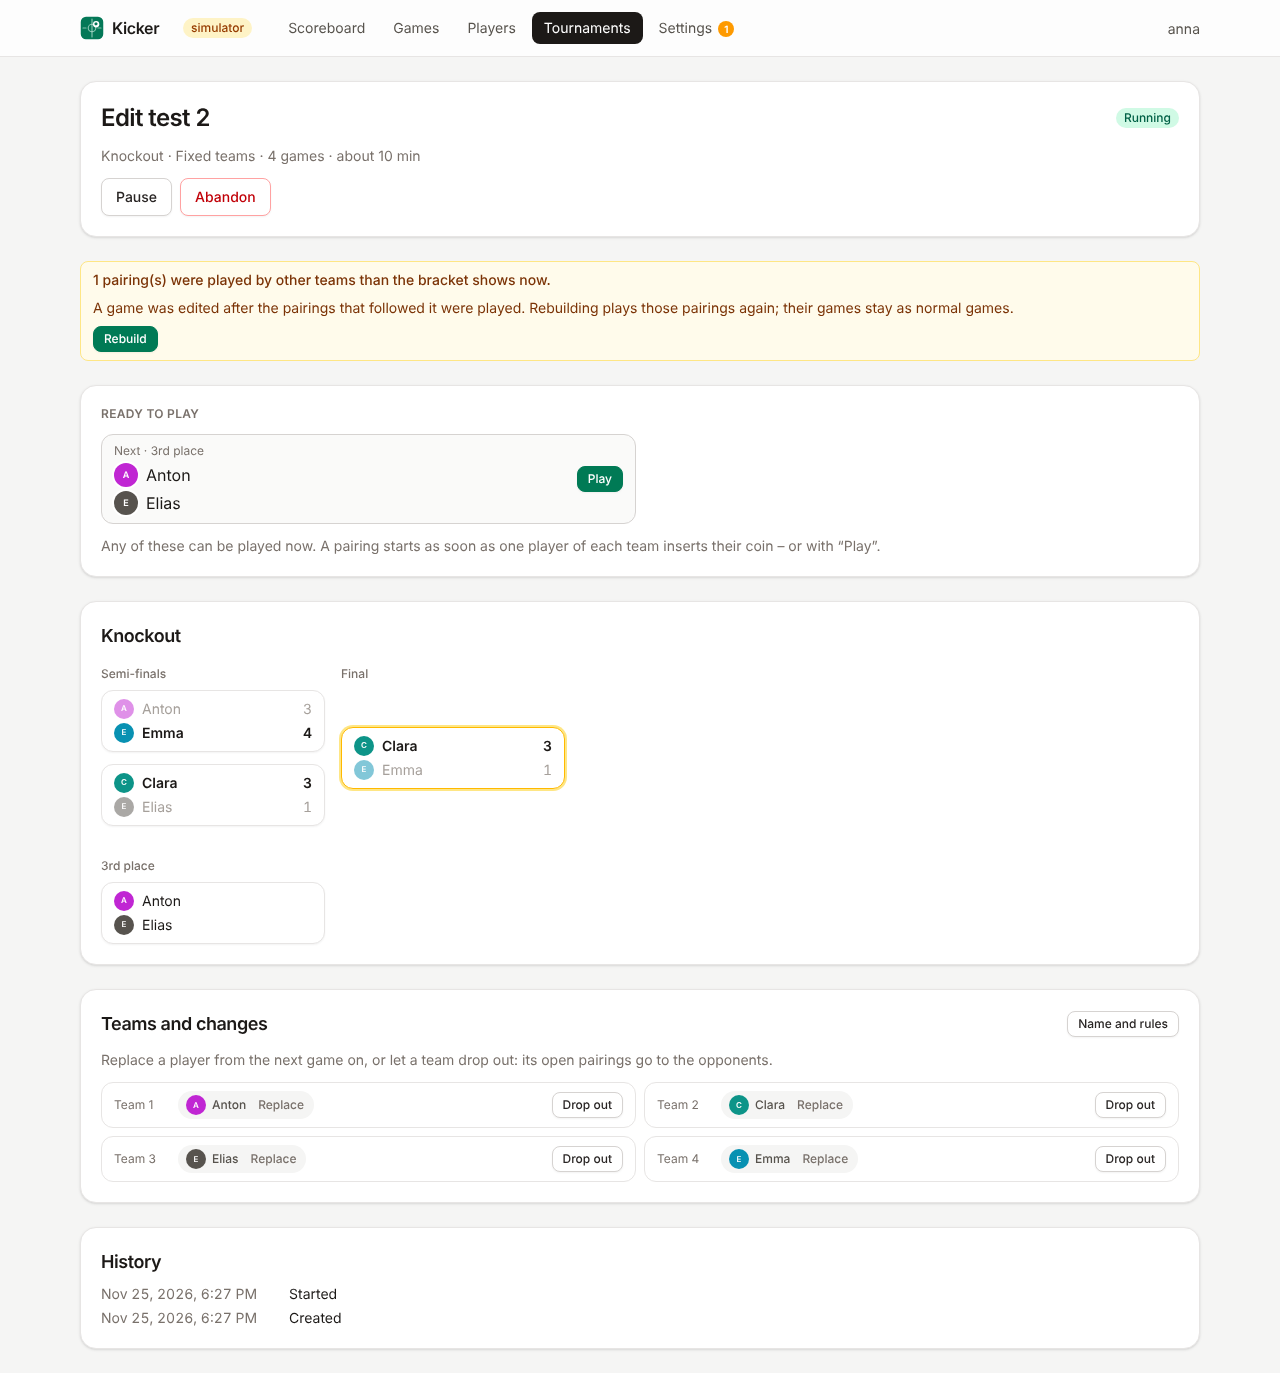 Kicker simulator Scoreboard Games Players Tournaments Settings 1 anna
Edit test 2 Running
Knockout · Fixed teams · 4 games · about 10 min
Pause Abandon
1 pairing(s) were played by other teams than the bracket shows now.
A game was edited after the pairings that followed it were played. Rebuilding plays those pairings again; their games stay as normal games.
Rebuild
READY TO PLAY
Next · 3rd place
A Anton
Play
E Elias
Any of these can be played now. A pairing starts as soon as one player of each team inserts their coin – or with “Play”.
Knockout
Semi-finals
A Anton 3
E Emma 4
C Clara 3
E Elias 1
Final
C Clara 3
E Emma 1
3rd place
A Anton
E Elias
Teams and changes Name and rules
Replace a player from the next game on, or let a team drop out: its open pairings go to the opponents.
Team 1 A Anton Replace Drop out
Team 2 C Clara Replace Drop out
Team 3 E Elias Replace Drop out
Team 4 E Emma Replace Drop out
History
Nov 25, 2026, 6:27 PM Started
Nov 25, 2026, 6:27 PM Created